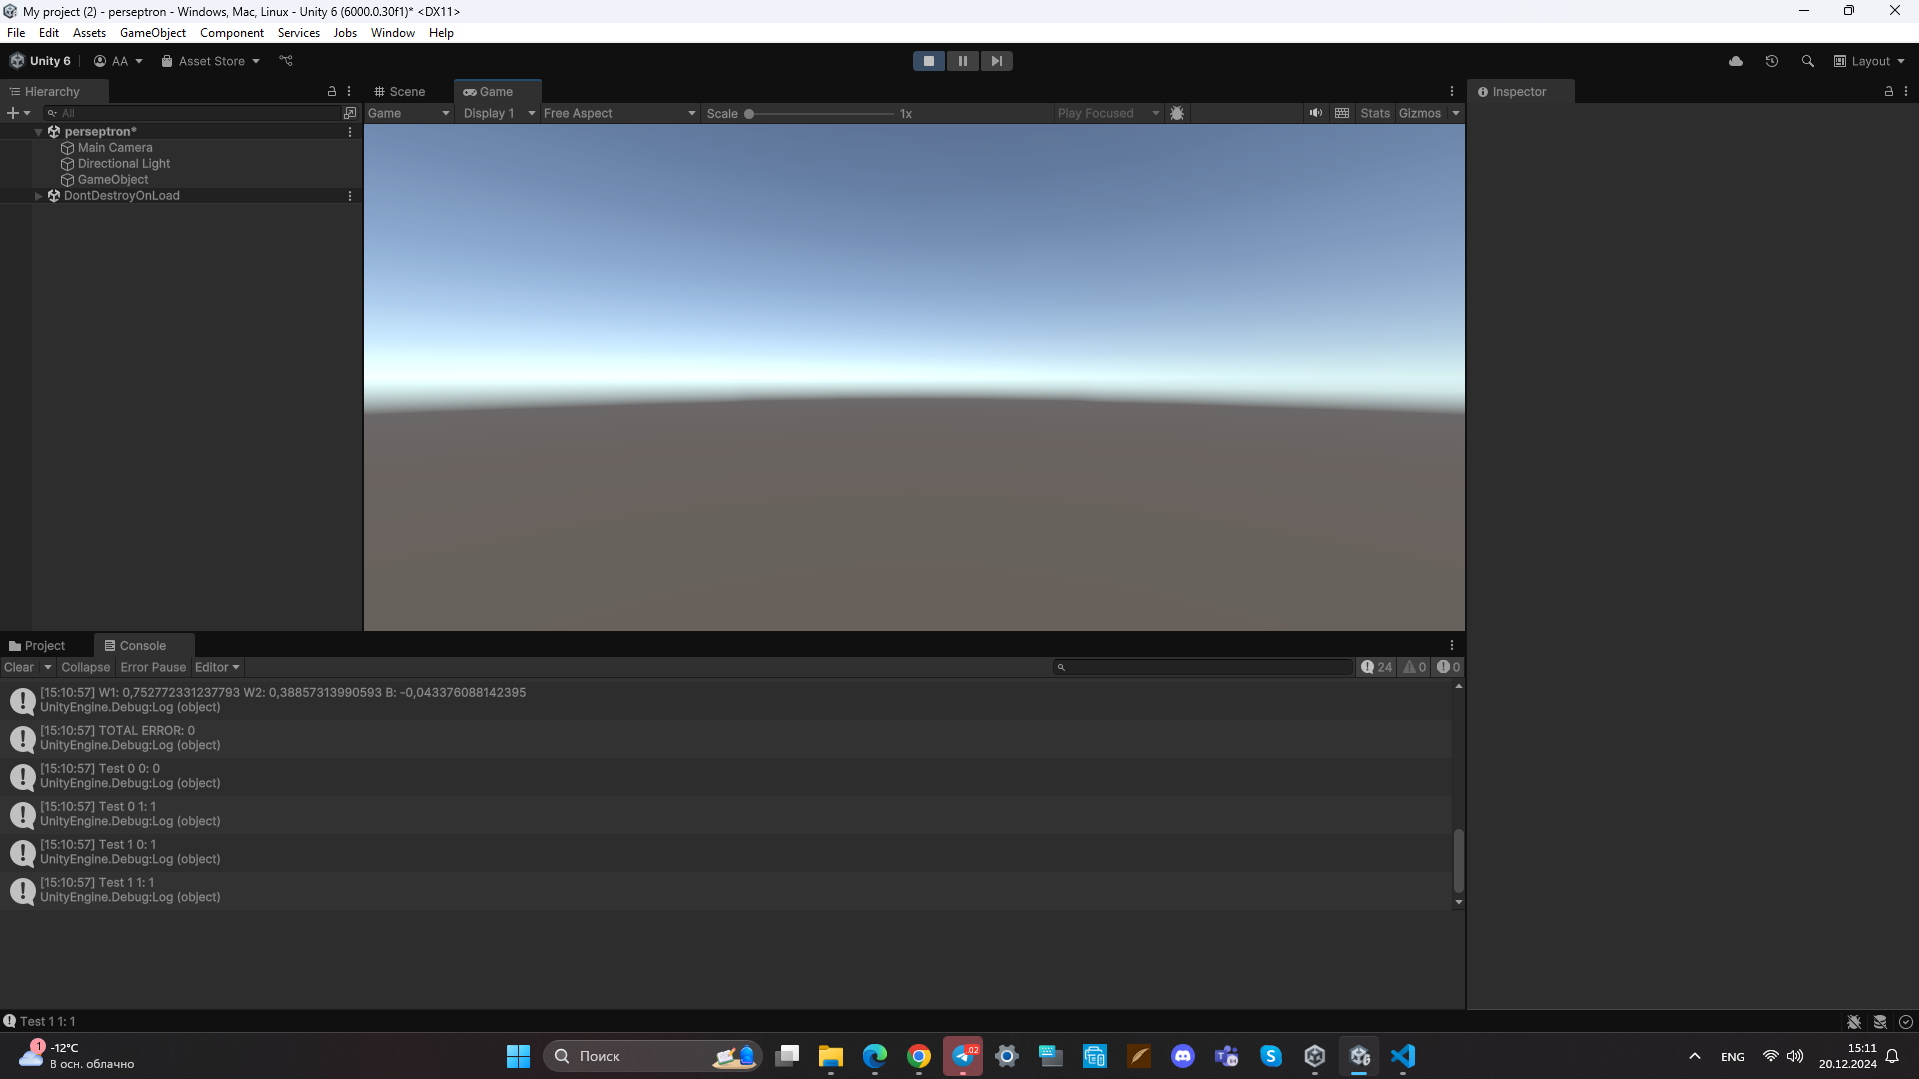 My project (2) - perseptron - Windows, Mac, Linux - Unity 6 (6000.0.30f1)* <DX11>
File Edit Assets GameObject Component Services Jobs Window Help
Unity 6 AA Asset Store Layout
Hierarchy Scene Game Inspector
All Game Display 1 Free Aspect Scale 1x Play Focused Stats Gizmos
perseptron*
Main Camera
Directional Light
GameObject
DontDestroyOnLoad
Project Console
Clear Collapse Error Pause Editor 24 0 0
[15:10:57] W1: 0,752772331237793 W2: 0,38857313990593 B: -0,043376088142395
UnityEngine.Debug:Log (object)
[15:10:57] TOTAL ERROR: 0
UnityEngine.Debug:Log (object)
[15:10:57] Test 0 0: 0
UnityEngine.Debug:Log (object)
[15:10:57] Test 0 1: 1
UnityEngine.Debug:Log (object)
[15:10:57] Test 1 0: 1
UnityEngine.Debug:Log (object)
[15:10:57] Test 1 1: 1
UnityEngine.Debug:Log (object)
Test 1 1: 1
1 -12°C
В осн. облачно
Поиск
.02
ENG
15:11
20.12.2024